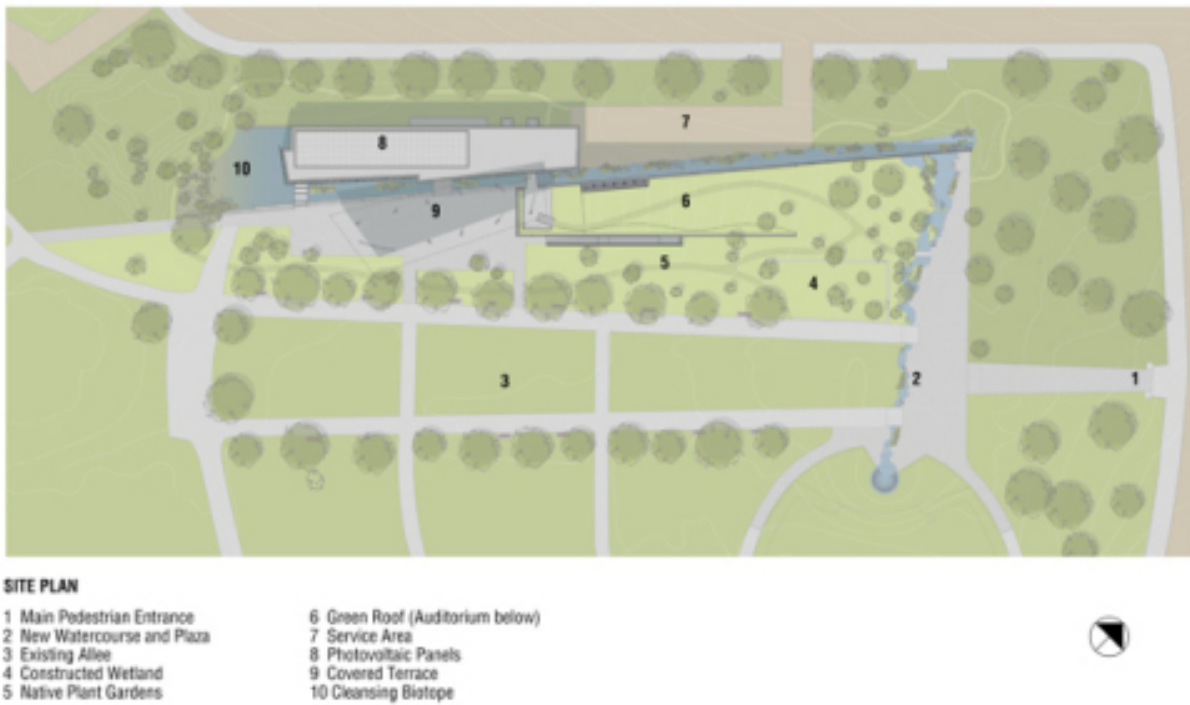 7
8
10
9
6
5
4
3
2
1
SITE PLAN
1 Main Pedestrian Entrance
2 New Watercourse and Plaza
3 Existing Allee
4 Constructed Wetland
5 Native Plant Gardens
6 Green Roof (Auditorium below)
7 Service Area
8 Photovoltaic Panels
9 Covered Terrace
10 Cleansing Biotope